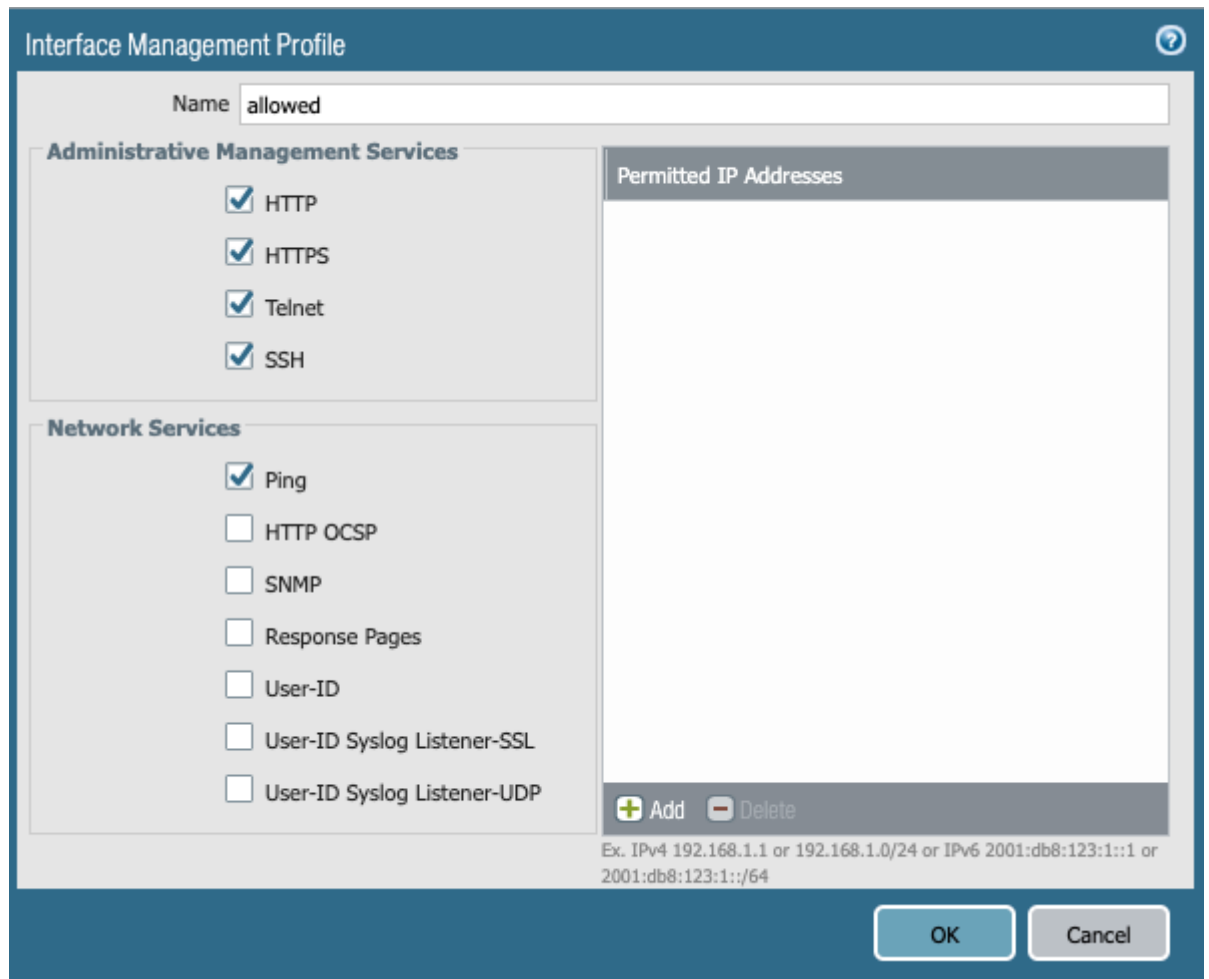 Interface Management Profile
Name allowed
Administrative Management Services
HTTP
HTTPS
Telnet
SSH
Network Services
Ping
HTTP OCSP
SNMP
Response Pages
User-ID
User-ID Syslog Listener-SSL
User-ID Syslog Listener-UDP
Permitted IP Addresses
Add Delete
Ex. IPv4 192.168.1.1 or 192.168.1.0/24 or IPv6 2001:db8:123:1::1 or
2001:db8:123:1::/64
OK Cancel